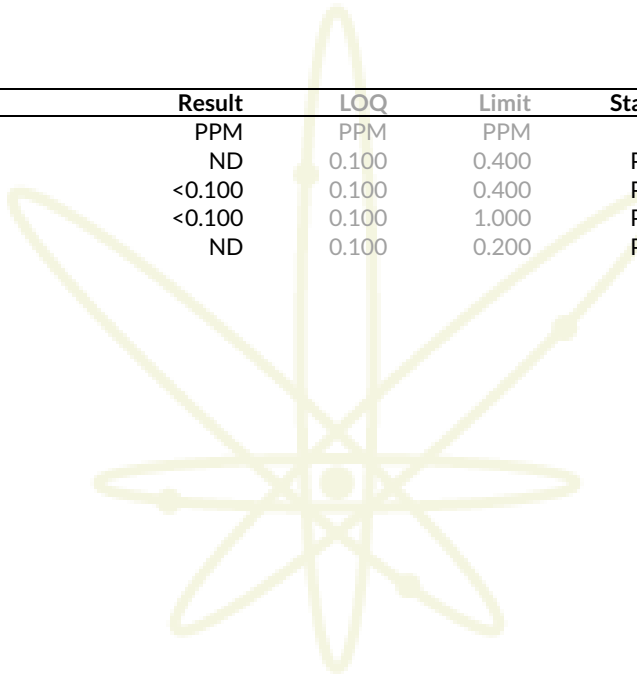 Result LOQ Limit Sta
PPM PPM PPM
ND 0.100 0.400 P
<0.100 0.100 0.400 P
<0.100 0.100 1.000 P
ND 0.100 0.200 P